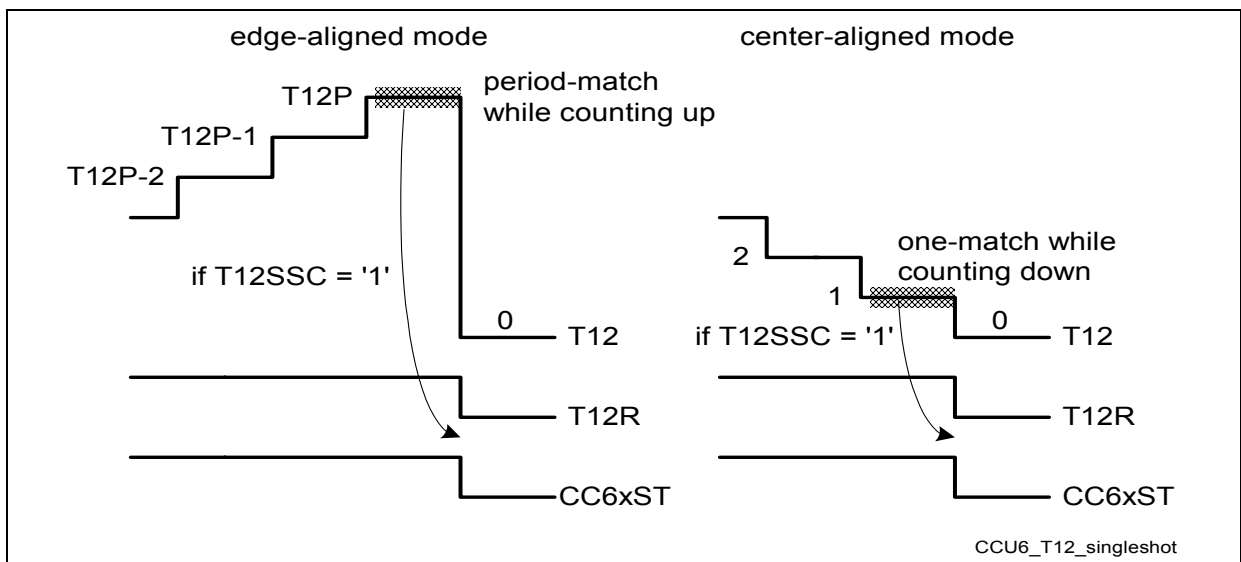 edge-aligned mode
center-aligned mode
T12P
period-match
while counting up
T12P-1
T12P-2
if T12SSC = '1'
0
T12
T12R
CC6xST
2
one-match while
counting down
1
if T12SSC = '1'
0
T12
T12R
CC6xST
CCU6_T12_singleshot